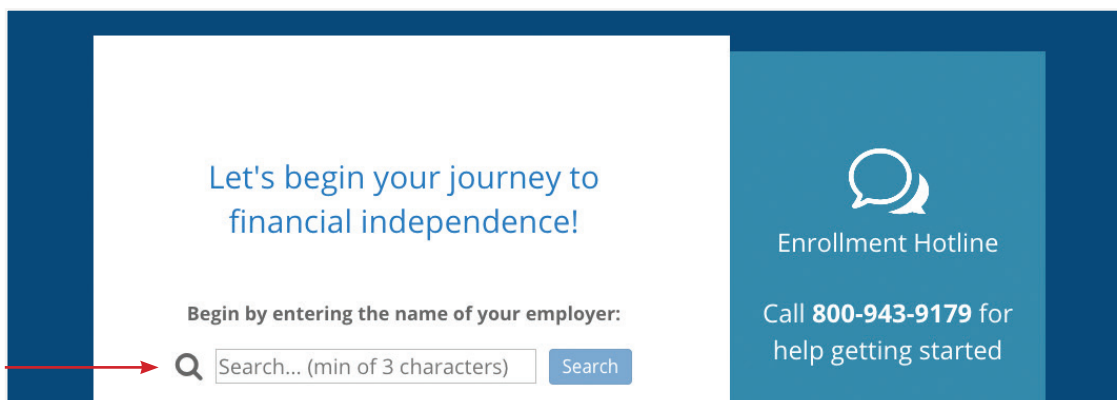 Let's begin your journey to
financial independence!
Begin by entering the name of your employer:
Search... (min of 3 characters)
Search
Enrollment Hotline
Call 800-943-9179 for
help getting started